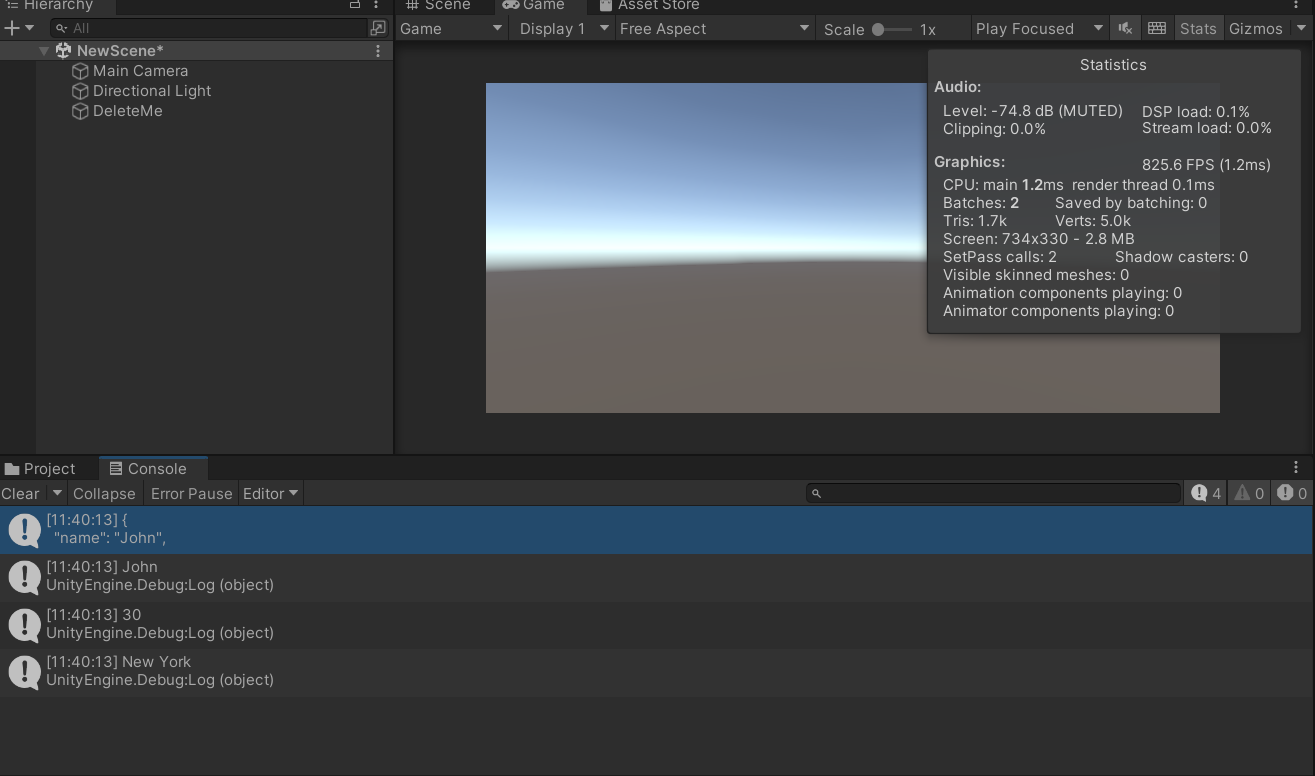 Hierarchy
Scene
Game
Asset Store
All
Game
Display 1
Free Aspect
Scale
1x
Play Focused
Stats
Gizmos
NewScene*
Main Camera
Directional Light
DeleteMe
Statistics
Audio:
Level: -74.8 dB (MUTED) DSP load: 0.1%
Clipping: 0.0% Stream load: 0.0%
Graphics: 825.6 FPS (1.2ms)
CPU: main 1.2ms render thread 0.1ms
Batches: 2 Saved by batching: 0
Tris: 1.7k Verts: 5.0k
Screen: 734x330 - 2.8 MB
SetPass calls: 2 Shadow casters: 0
Visible skinned meshes: 0
Animation components playing: 0
Animator components playing: 0
Project
Console
Clear
Collapse
Error Pause
Editor
4
0
0
[11:40:13] {
"name": "John",
[11:40:13] John
UnityEngine.Debug:Log (object)
[11:40:13] 30
UnityEngine.Debug:Log (object)
[11:40:13] New York
UnityEngine.Debug:Log (object)